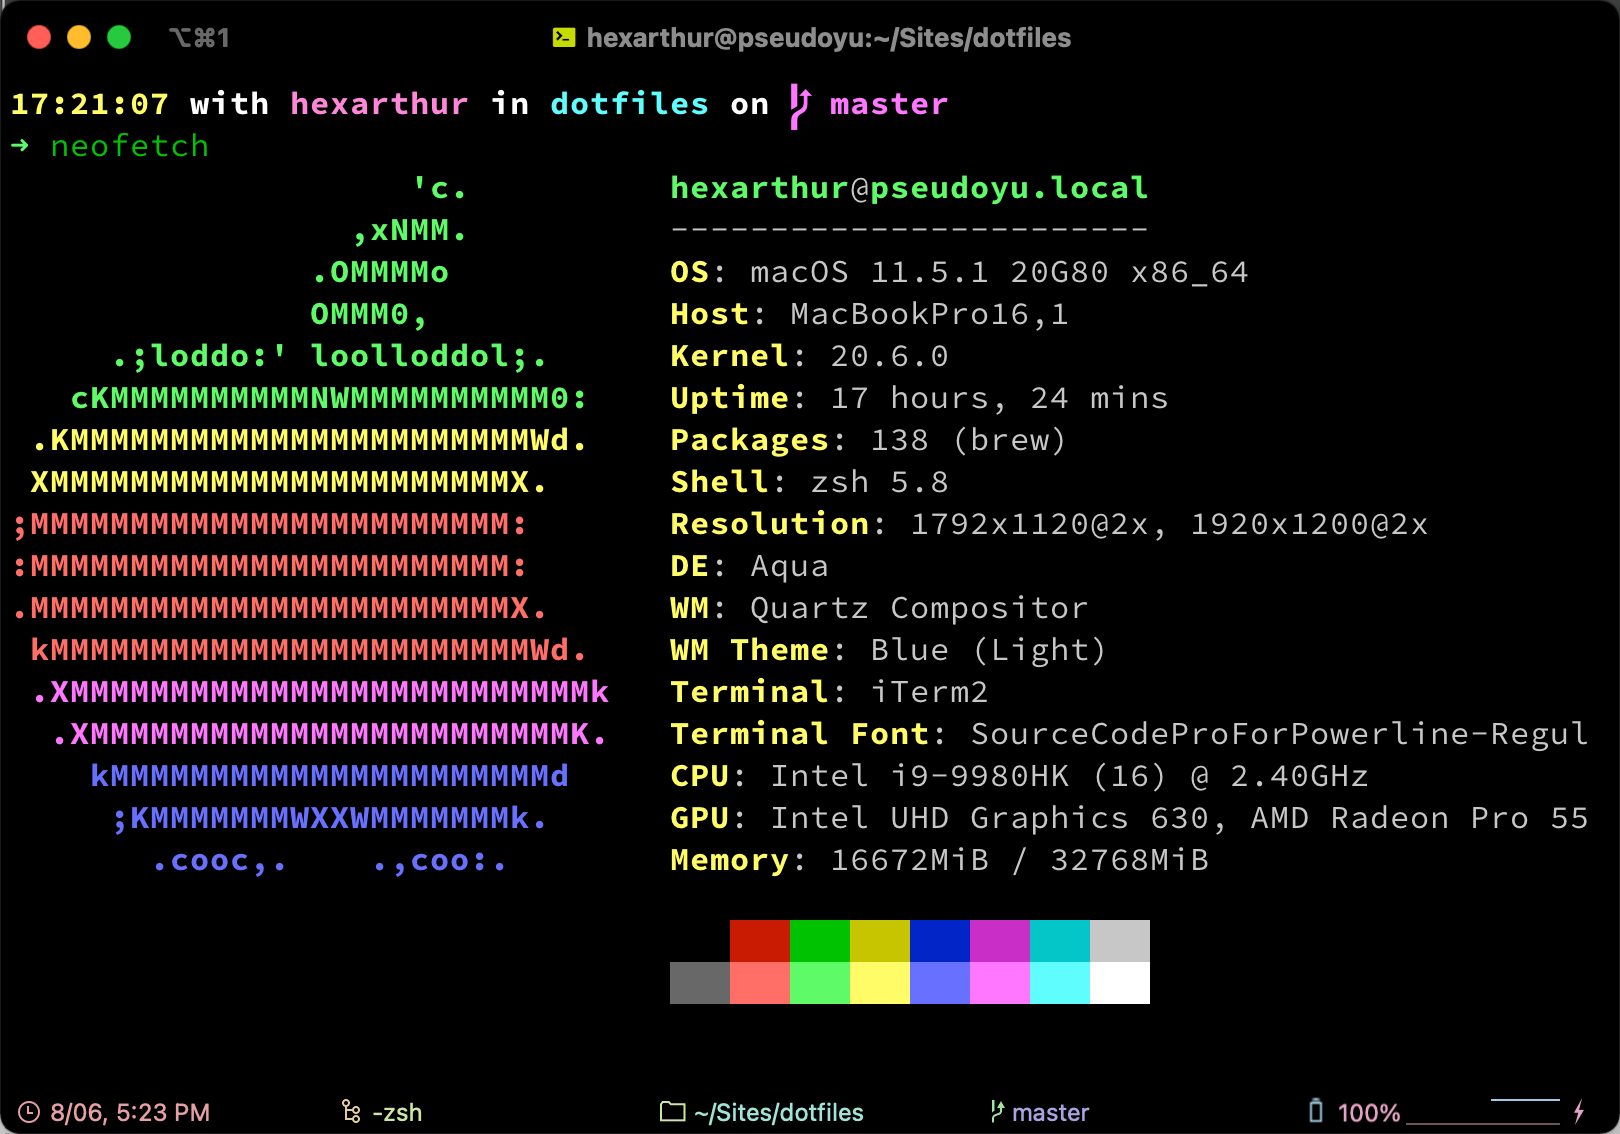 ⌥⌘1 hexarthur@pseudoyu:~/Sites/dotfiles
17:21:07 with hexarthur in dotfiles on master
➜ neofetch
                    'c.          hexarthur@pseudoyu.local
                 ,xNMM.          ------------------------
               .OMMMMo           OS: macOS 11.5.1 20G80 x86_64
               OMMM0,            Host: MacBookPro16,1
     .;loddo:' loolloddol;.      Kernel: 20.6.0
   cKMMMMMMMMMMNWMMMMMMMMMM0:    Uptime: 17 hours, 24 mins
 .KMMMMMMMMMMMMMMMMMMMMMMMWd.    Packages: 138 (brew)
 XMMMMMMMMMMMMMMMMMMMMMMMX.      Shell: zsh 5.8
;MMMMMMMMMMMMMMMMMMMMMMMM:       Resolution: 1792x1120@2x, 1920x1200@2x
:MMMMMMMMMMMMMMMMMMMMMMMM:       DE: Aqua
.MMMMMMMMMMMMMMMMMMMMMMMMX.      WM: Quartz Compositor
 kMMMMMMMMMMMMMMMMMMMMMMMMWd.    WM Theme: Blue (Light)
 .XMMMMMMMMMMMMMMMMMMMMMMMMMMk   Terminal: iTerm2
  .XMMMMMMMMMMMMMMMMMMMMMMMMK.   Terminal Font: SourceCodeProForPowerline-Regul
    kMMMMMMMMMMMMMMMMMMMMMMd     CPU: Intel i9-9980HK (16) @ 2.40GHz
     ;KMMMMMMMWXXWMMMMMMMk.      GPU: Intel UHD Graphics 630, AMD Radeon Pro 55
       .cooc,.    .,coo:.        Memory: 16672MiB / 32768MiB
8/06, 5:23 PM -zsh ~/Sites/dotfiles master 100%